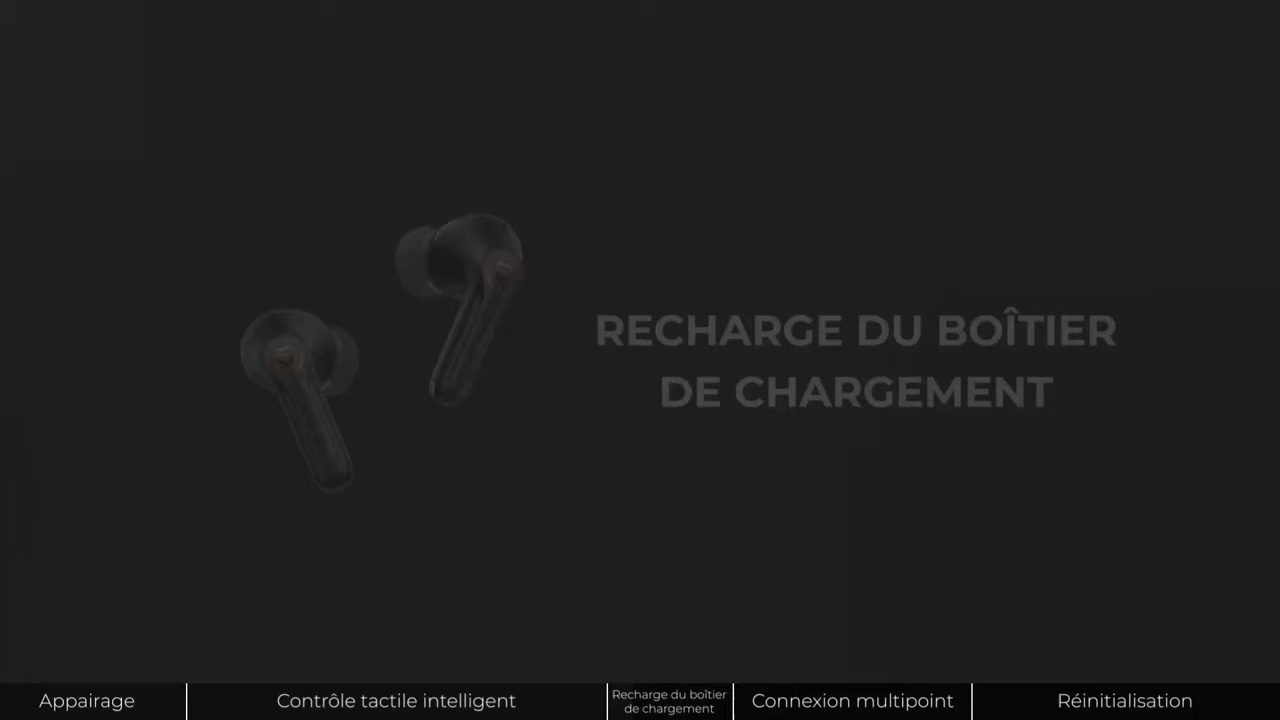 RECHARGE DU BOÎTIER
DE CHARGEMENT
Appairage
Contrôle tactile intelligent
Recharge du boîtier
de chargement
Connexion multipoint
Réinitialisation